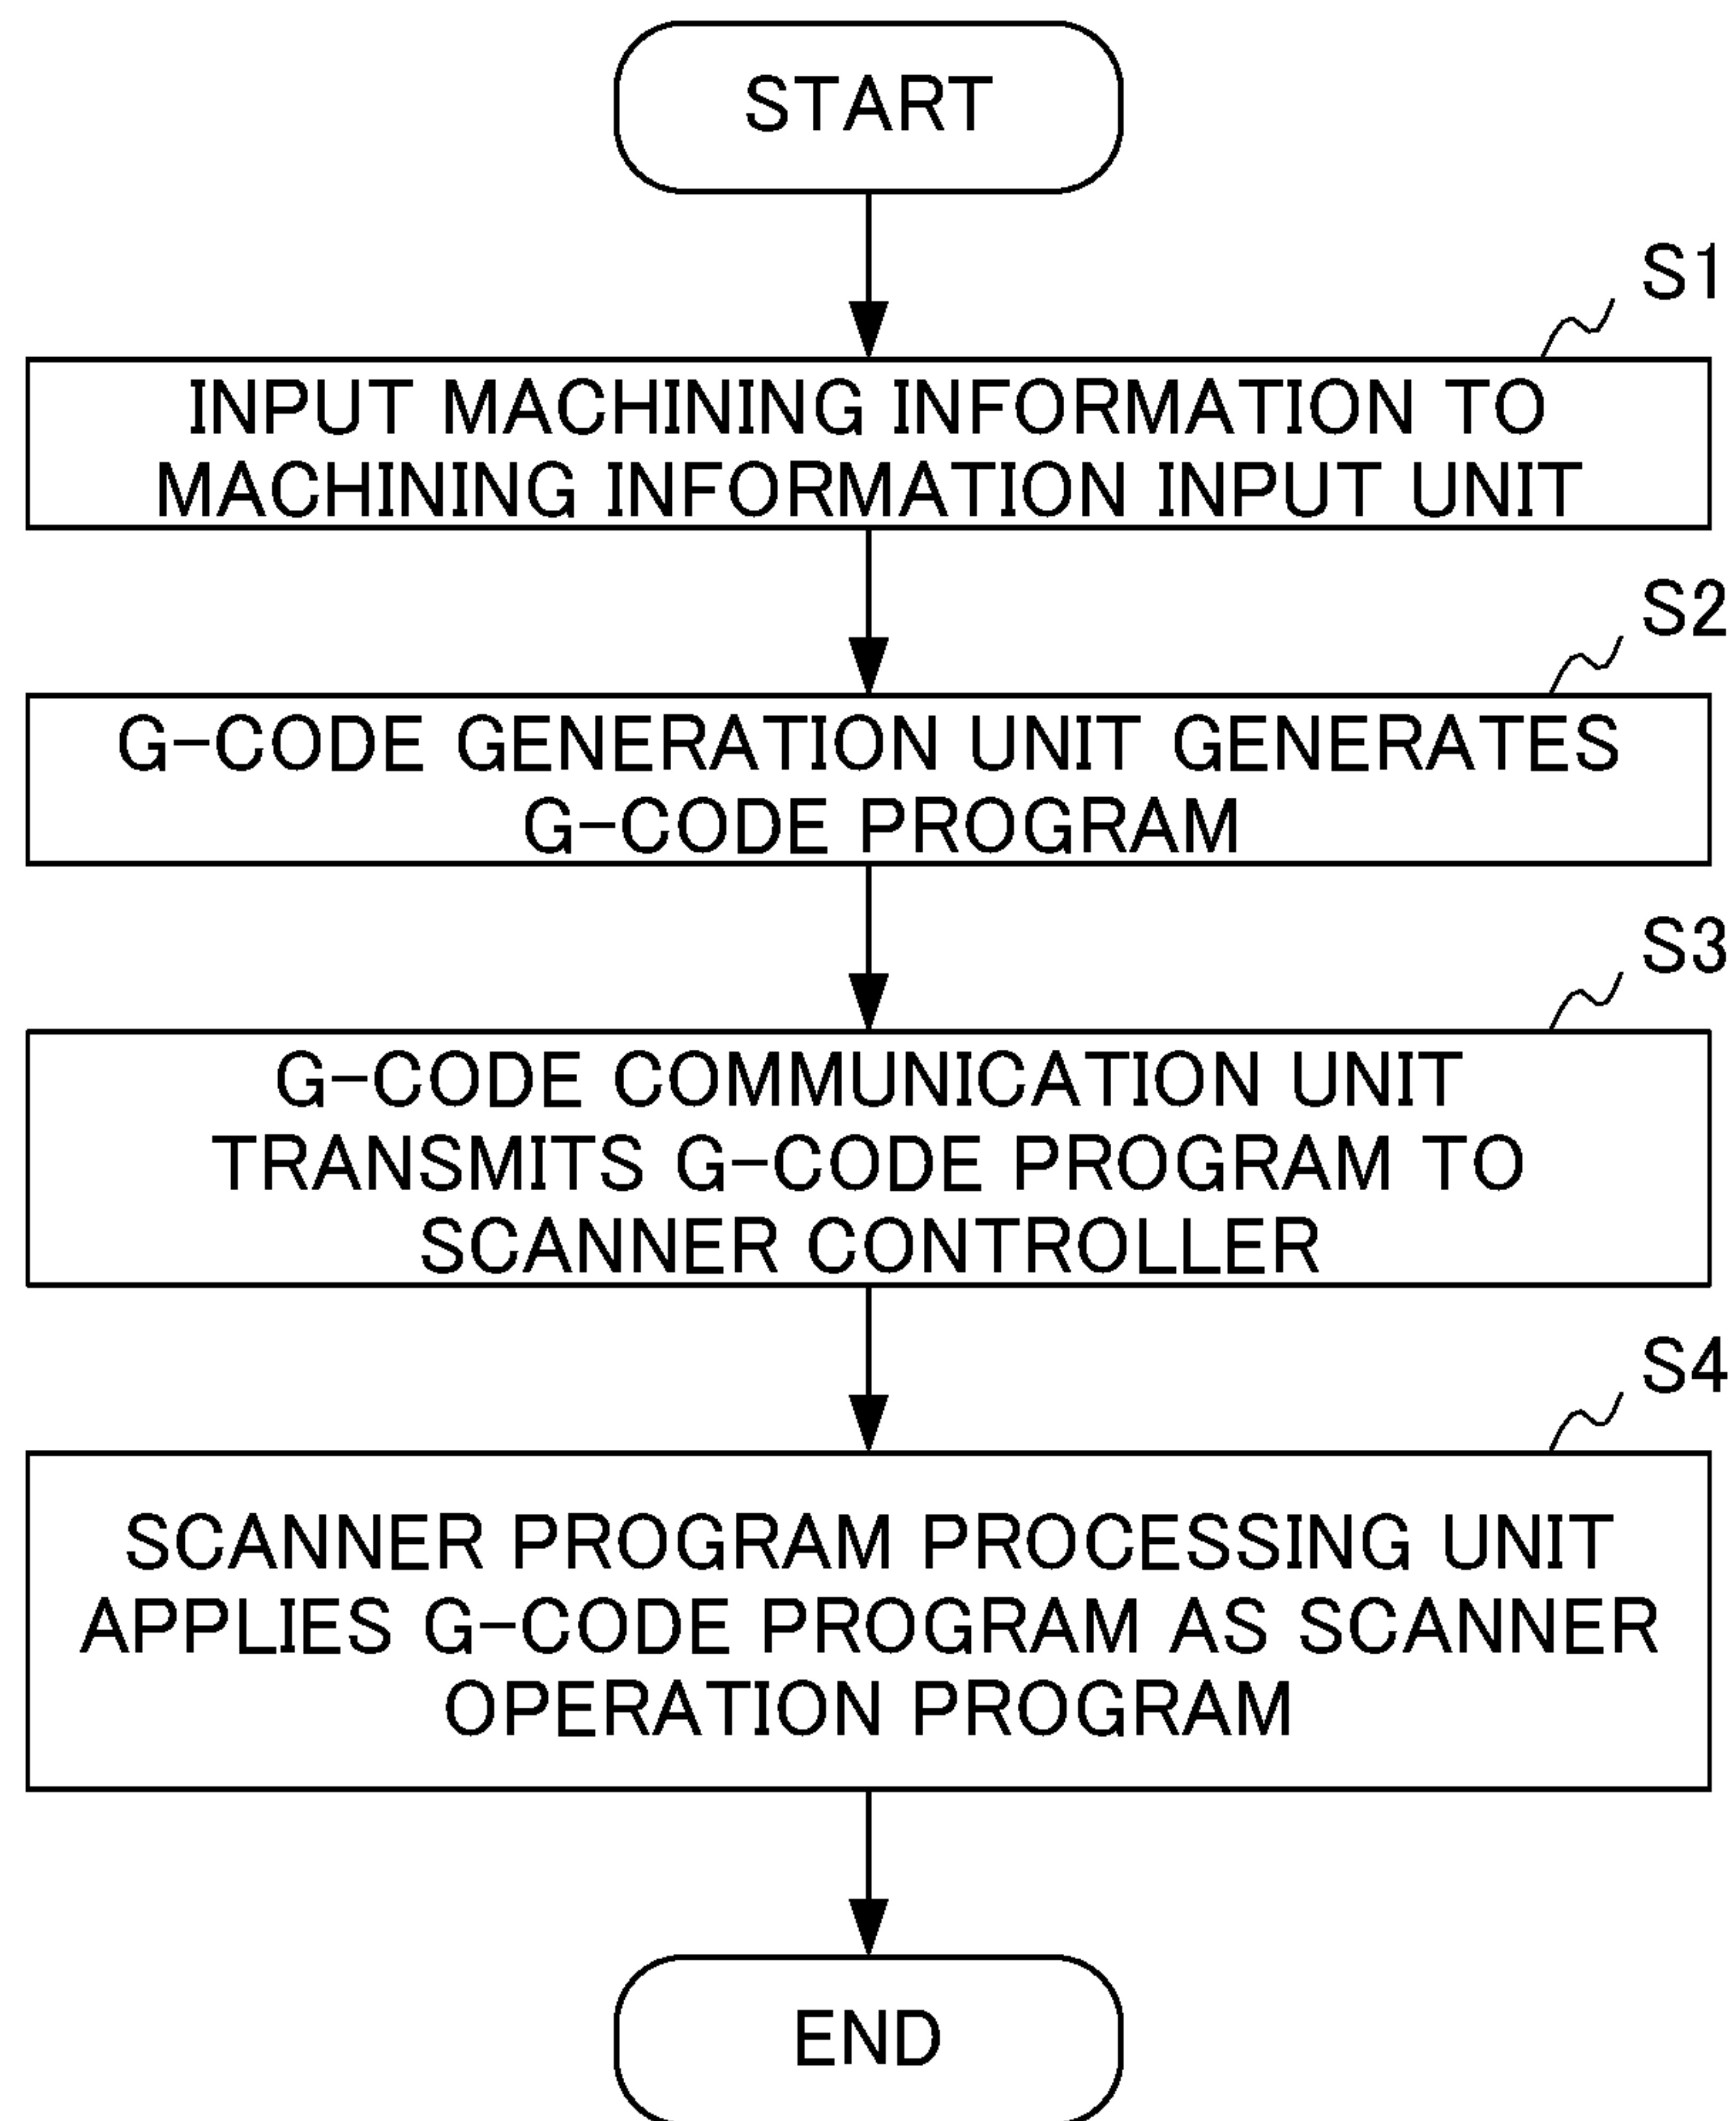 START
S1
INPUT MACHINING INFORMATION TO
MACHINING INFORMATION INPUT UNIT
S2
G-CODE GENERATION UNIT GENERATES
G-CODE PROGRAM
S3
G-CODE COMMUNICATION UNIT
TRANSMITS G-CODE PROGRAM TO
SCANNER CONTROLLER
S4
SCANNER PROGRAM PROCESSING UNIT
APPLIES G-CODE PROGRAM AS SCANNER
OPERATION PROGRAM
END